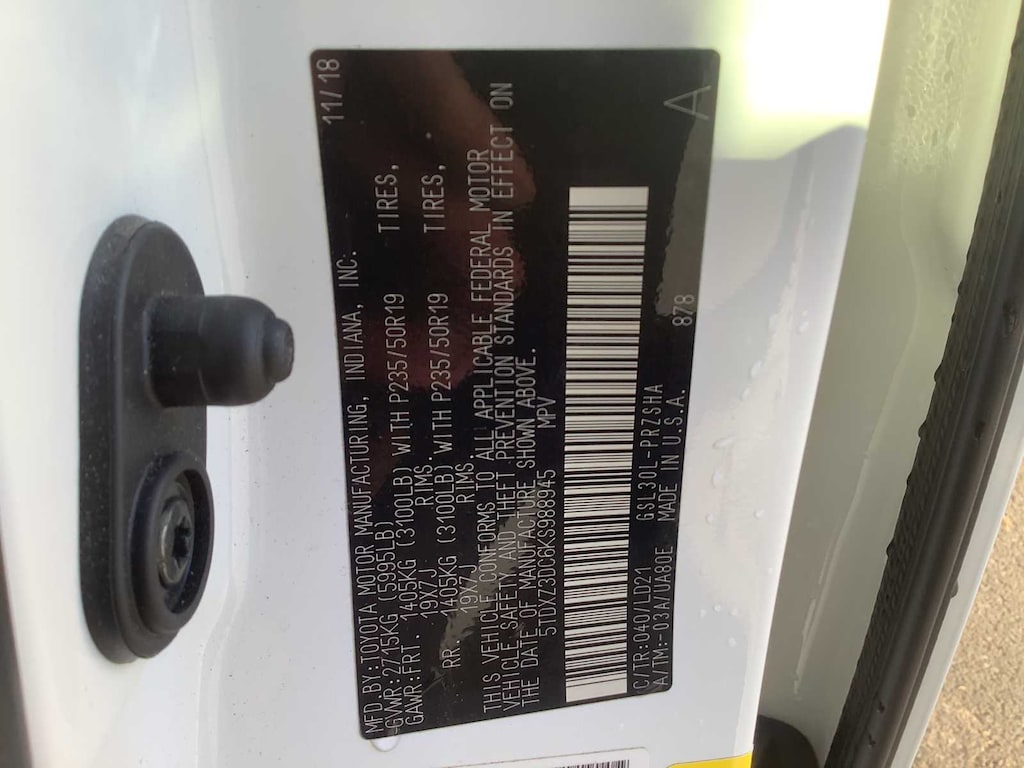 MFD.BY:TOYOTA MOTOR MANUFACTURING, INDIANA, INC. 11/18
GVWR:2715KG (5995LB)
GAWR:FRT. 1405KG (3100LB) WITH P235/50R19 TIRES,
19X7J RIMS.
RR. 1405KG (3100LB) WITH P235/50R19 TIRES,
19X7J RIMS.
THIS VEHICLE CONFORMS TO ALL APPLICABLE FEDERAL MOTOR
VEHICLE SAFETY AND THEFT PREVENTION STANDARDS IN EFFECT ON
THE DATE OF MANUFACTURE SHOWN ABOVE.
5TDXZ3DC6KS988945 MPV
C/TR:040/LD21 GSL30L-PRZSHA 878 A
A/TM:-03A/UA80E MADE IN U.S.A.